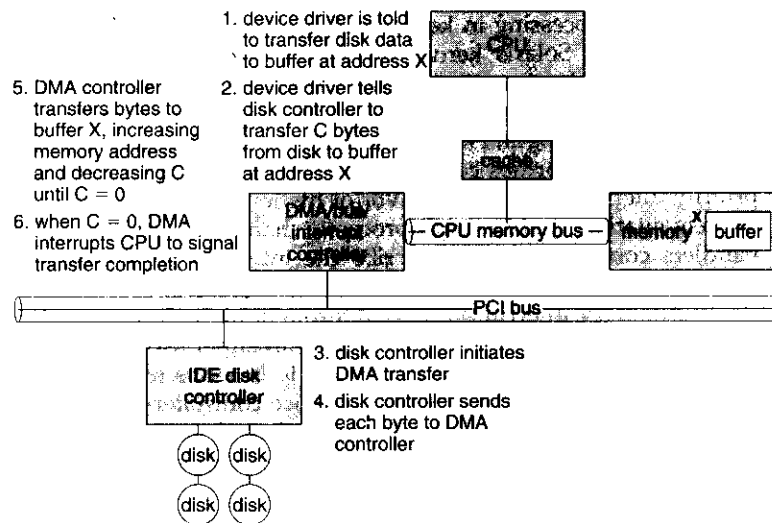 1. device driver is told
to transfer disk data
to buffer at address X
CPU
5. DMA controller
transfers bytes to
buffer X, increasing
memory address
and decreasing C
until C = 0
2. device driver tells
disk controller to
transfer C bytes
from disk to buffer
at address X
cache
6. when C = 0, DMA
interrupts CPU to signal
transfer completion
DMA/bus/
interrupt
controller
CPU memory bus
memory
X
buffer
PCI bus
IDE disk
controller
3. disk controller initiates
DMA transfer
4. disk controller sends
each byte to DMA
controller
disk
disk
disk
disk